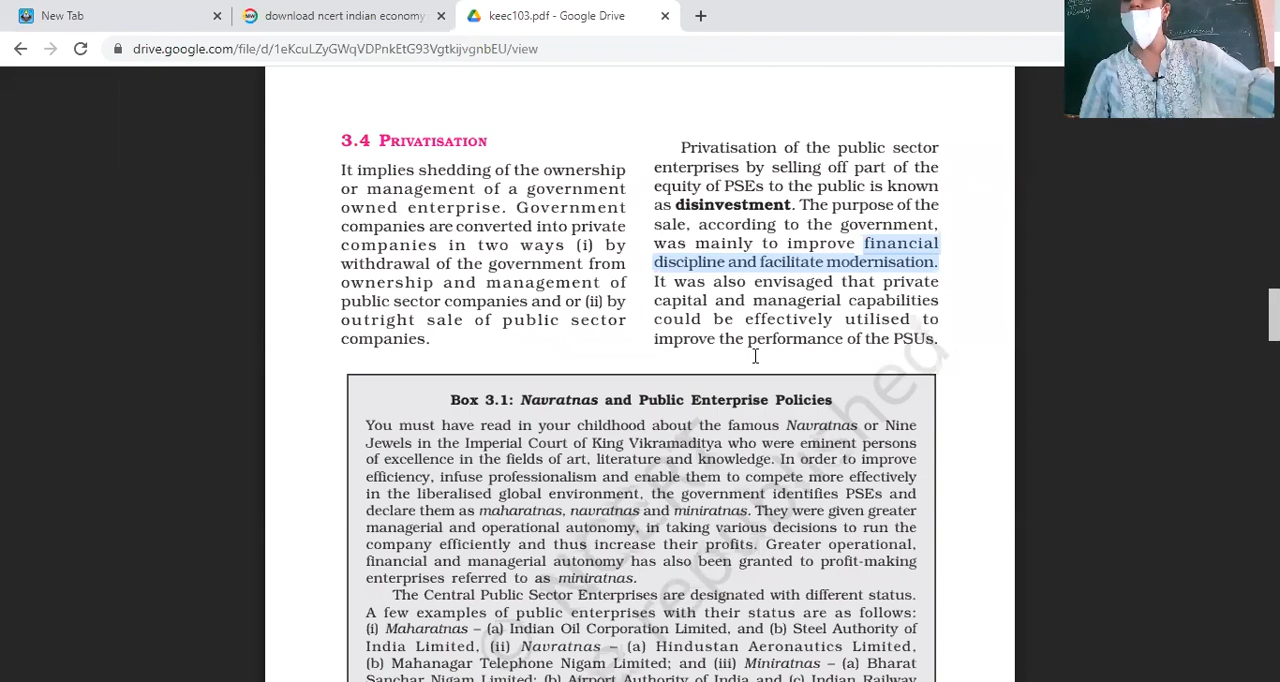 New Tab
download ncert indian economy
keec103.pdf - Google Drive
drive.google.com/file/d/1eKcuLZyGWqVDPnkEtG93VgtkijvgnbEU/view
3.4 PRIVATISATION
It implies shedding of the ownership
or management of a government
owned enterprise. Government
companies are converted into private
companies in two ways (i) by
withdrawal of the government from
ownership and management of
public sector companies and or (ii) by
outright sale of public sector
companies.
Privatisation of the public sector
enterprises by selling off part of the
equity of PSEs to the public is known
as disinvestment. The purpose of the
sale, according to the government,
was mainly to improve financial
discipline and facilitate modernisation.
It was also envisaged that private
capital and managerial capabilities
could be effectively utilised to
improve the performance of the PSUs.
Box 3.1: Navratnas and Public Enterprise Policies
You must have read in your childhood about the famous Navratnas or Nine
Jewels in the Imperial Court of King Vikramaditya who were eminent persons
of excellence in the fields of art, literature and knowledge. In order to improve
efficiency, infuse professionalism and enable them to compete more effectively
in the liberalised global environment, the government identifies PSEs and
declare them as maharatnas, navratnas and miniratnas. They were given greater
managerial and operational autonomy, in taking various decisions to run the
company efficiently and thus increase their profits. Greater operational,
financial and managerial autonomy has also been granted to profit-making
enterprises referred to as miniratnas.
The Central Public Sector Enterprises are designated with different status.
A few examples of public enterprises with their status are as follows:
(i) Maharatnas – (a) Indian Oil Corporation Limited, and (b) Steel Authority of
India Limited, (ii) Navratnas – (a) Hindustan Aeronautics Limited,
(b) Mahanagar Telephone Nigam Limited; and (iii) Miniratnas – (a) Bharat
Sanchar Nigam Limited; (b) Airport Authority of India and (c) Indian Railway
© NCERT
republished